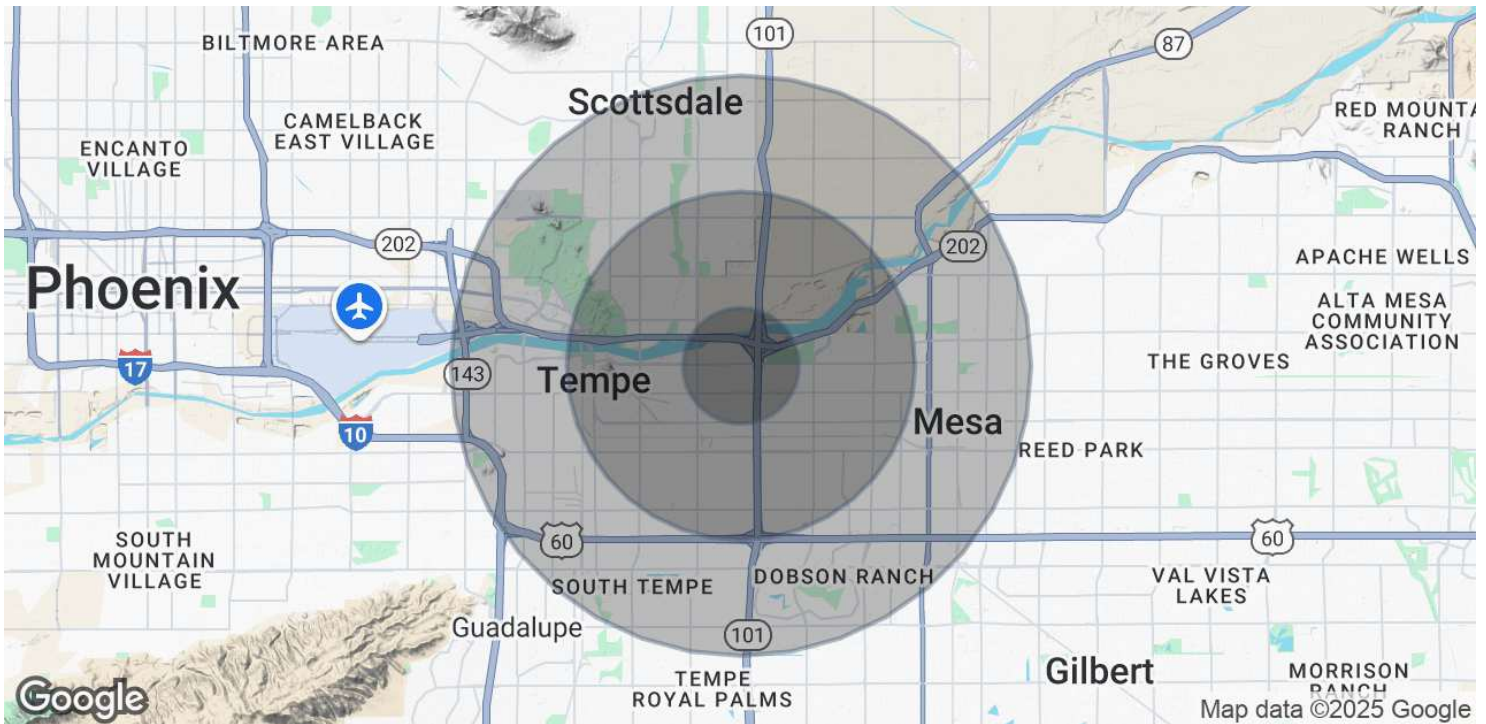 101
87
BILTMORE AREA
Scottsdale
CAMELBACK
EAST VILLAGE
RED MOUNTA
RANCH
ENCANTO
VILLAGE
202
202
APACHE WELLS
Phoenix
ALTA MESA
COMMUNITY
ASSOCIATION
17
143
Tempe
THE GROVES
10
Mesa
REED PARK
60
60
SOUTH
MOUNTAIN
VILLAGE
SOUTH TEMPE
DOBSON RANCH
VAL VISTA
LAKES
Guadalupe
101
TEMPE
ROYAL PALMS
Gilbert
MORRISON
RANCH
Google
Map data ©2025 Google